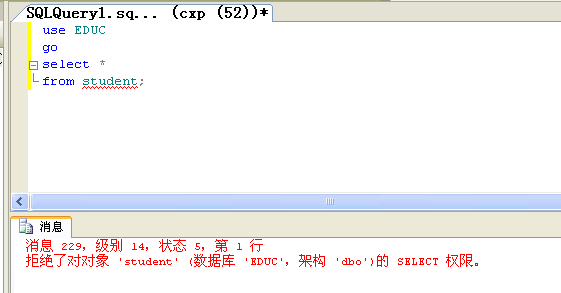 SQLQuery1.sq... (cxp (52))*
use EDUC
go
select *
from student;
消息
消息 229，级别 14，状态 5，第 1 行
拒绝了对对象 'student' (数据库 'EDUC'，架构 'dbo')的 SELECT 权限。